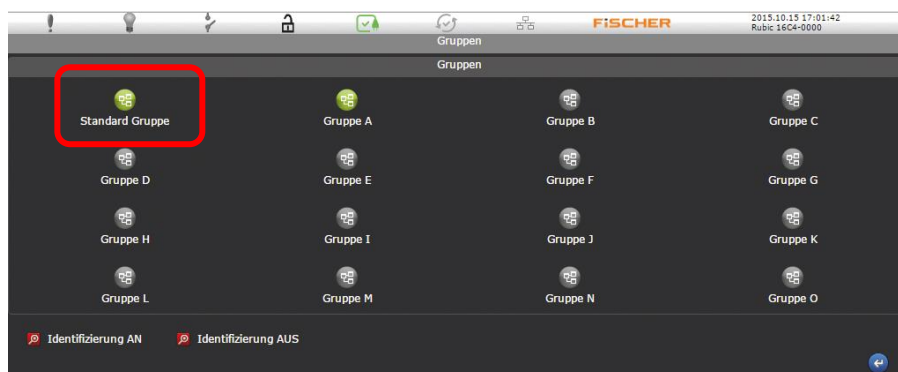 FiSCHER
2015.10.15 17:01:42
Rubic 16C4-0000
Gruppen
Gruppen
Standard Gruppe
Gruppe A
Gruppe B
Gruppe C
Gruppe D
Gruppe E
Gruppe F
Gruppe G
Gruppe H
Gruppe I
Gruppe J
Gruppe K
Gruppe L
Gruppe M
Gruppe N
Gruppe O
Identifizierung AN
Identifizierung AUS